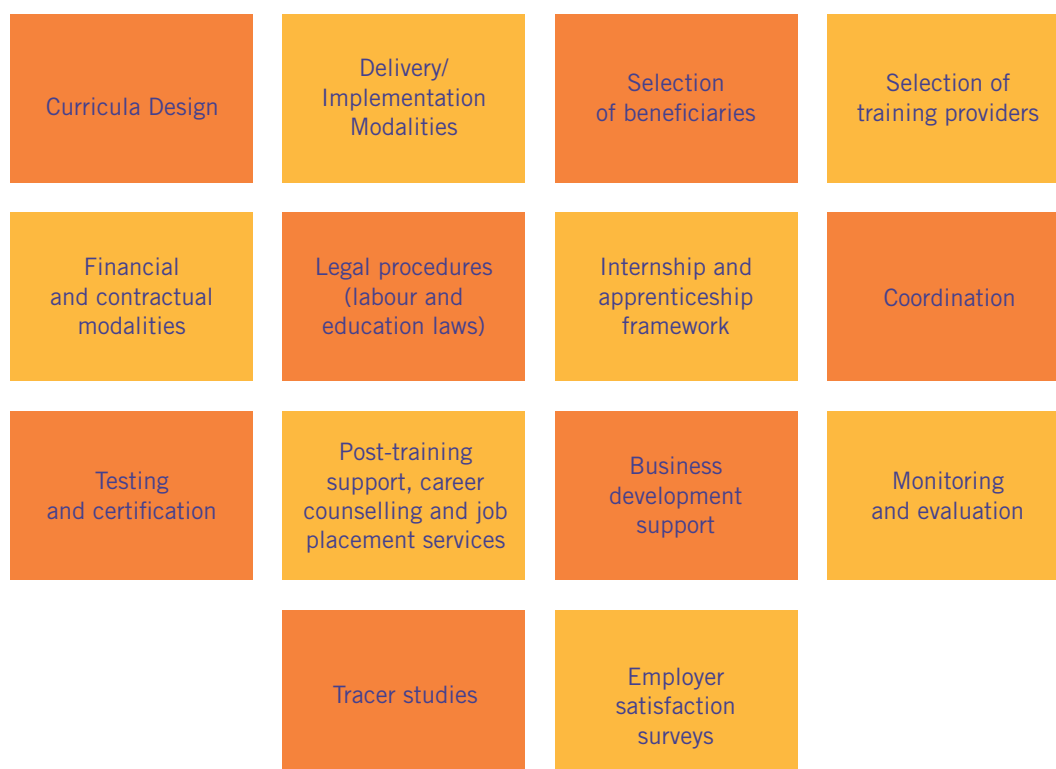 Curricula Design
Delivery/
Implementation
Modalities
Selection
of beneficiaries
Selection of
training providers
Financial
and contractual
modalities
Legal procedures
(labour and
education laws)
Internship and
apprenticeship
framework
Coordination
Testing
and certification
Post-training
support, career
counselling and job
placement services
Business
development
support
Monitoring
and evaluation
Tracer studies
Employer
satisfaction
surveys